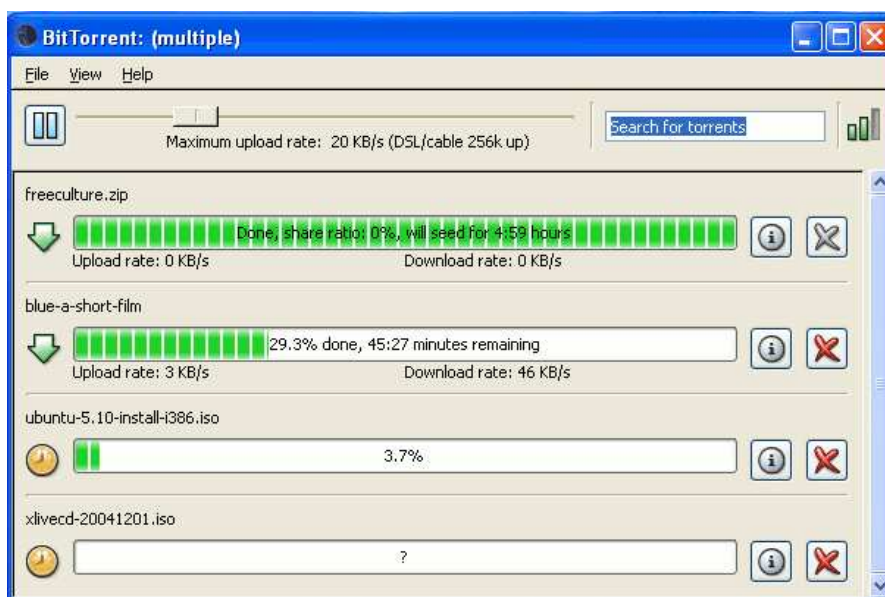 BitTorrent: (multiple)
File View Help
Maximum upload rate: 20 KB/s (DSL/cable 256k up)
Search for torrents
freeculture.zip
Done, share ratio: 0%, will seed for 4:59 hours
Upload rate: 0 KB/s Download rate: 0 KB/s
blue-a-short-film
29.3% done, 45:27 minutes remaining
Upload rate: 3 KB/s Download rate: 46 KB/s
ubuntu-5.10-install-i386.iso
3.7%
xlivecd-20041201.iso
?